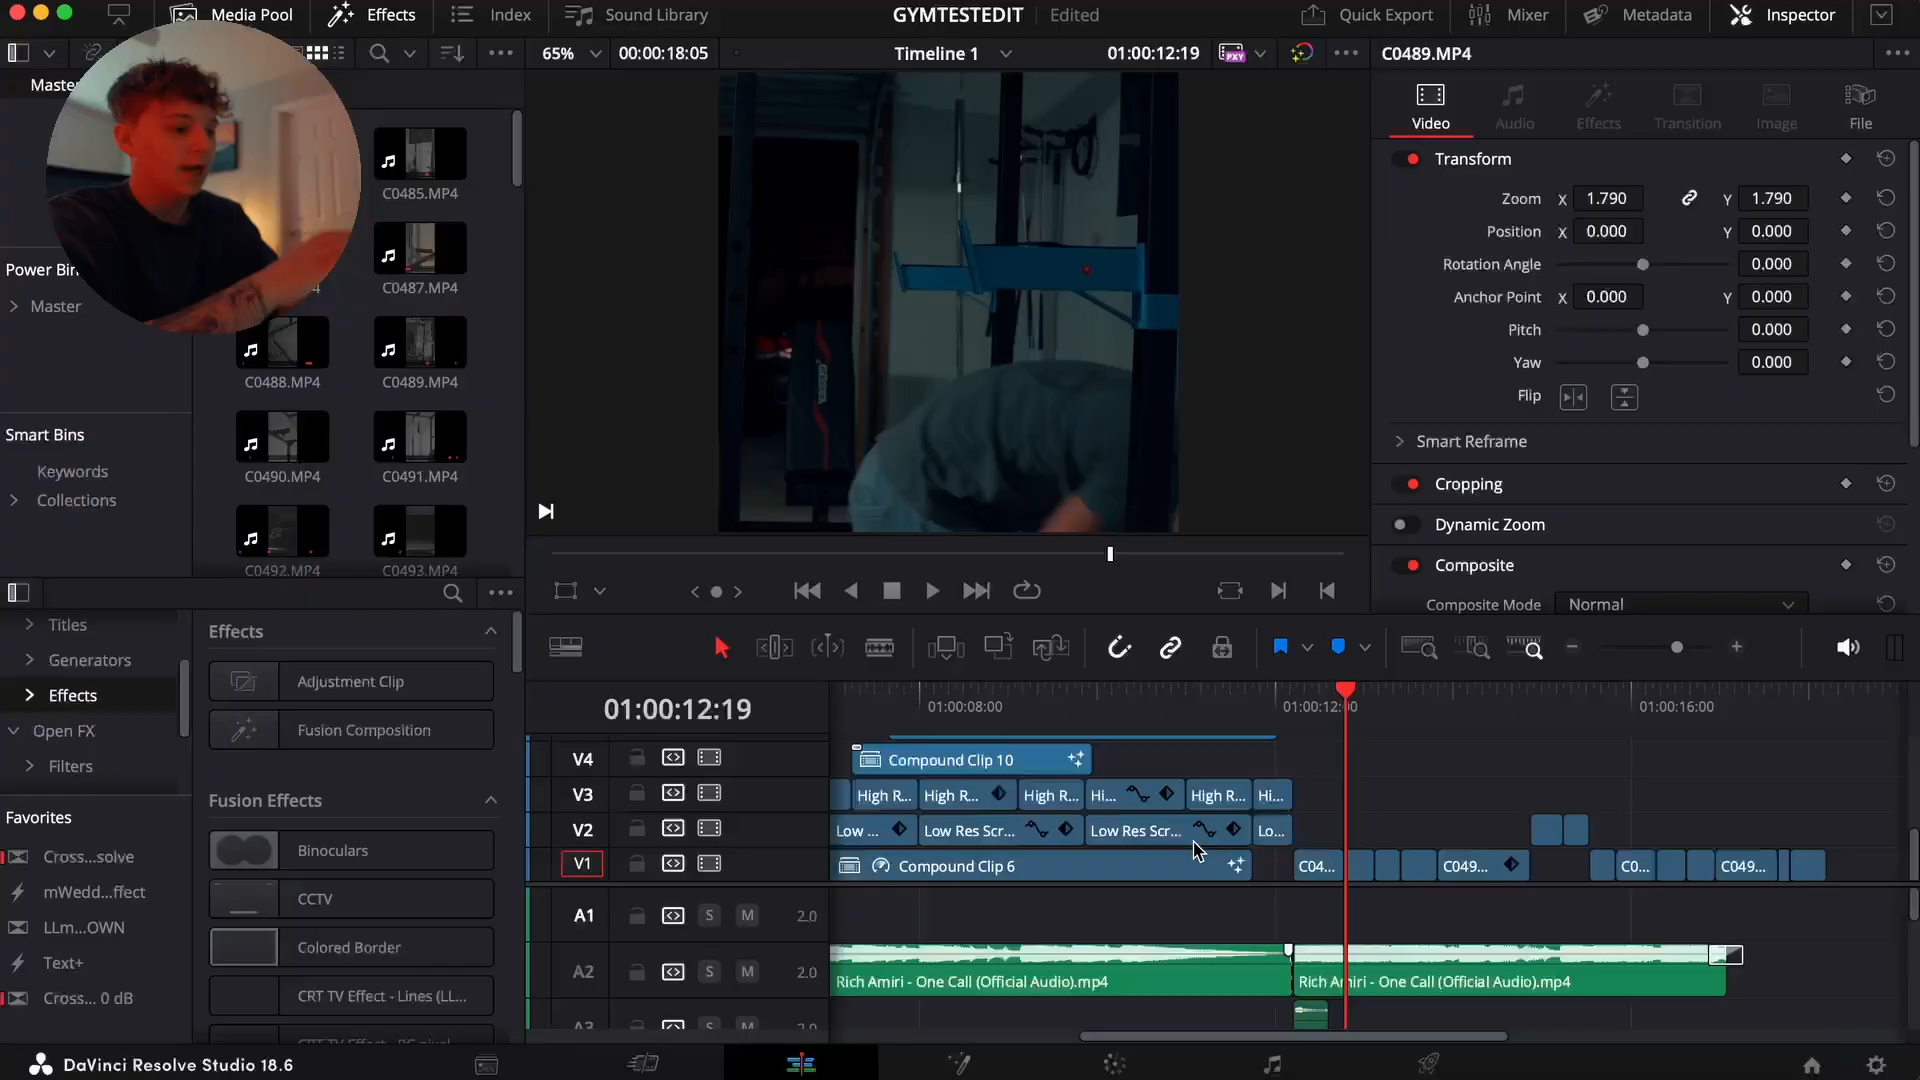 Media Pool
Effects
Index
Sound Library
GYMTESTEDIT
Edited
Quick Export
Mixer
Metadata
Inspector
65%
00:00:18:05
Timeline 1
01:00:12:19
PXY
C0489.MP4
Maste
Power Bin
Master
Smart Bins
Keywords
Collections
C0485.MP4
4
C0487.MP4
C0488.MP4
C0489.MP4
C0490.MP4
C0491.MP4
C0492.MP4
C0493.MP4
Video
Audio
Effects
Transition
Image
File
Transform
Zoom X 1.790 Y 1.790
Position X 0.000 Y 0.000
Rotation Angle 0.000
Anchor Point X 0.000 Y 0.000
Pitch 0.000
Yaw 0.000
Flip
Smart Reframe
Cropping
Dynamic Zoom
Composite
Composite Mode Normal
Titles
Generators
Effects
Open FX
Filters
Favorites
Cross...solve
mWedd...ffect
LLm...OWN
Text+
Cross... 0 dB
Effects
Adjustment Clip
Fusion Composition
Fusion Effects
Binoculars
CCTV
Colored Border
CRT TV Effect - Lines (LL...
01:00:12:19
01:00:08:00
01:00:12:00
01:00:16:00
V4
Compound Clip 10
V3
High R...
High R...
High R...
Hi...
High R...
Hi...
V2
Low ...
Low Res Scr...
Low Res Scr...
Lo...
V1
Compound Clip 6
C04...
C049...
C0...
C049...
A1 S M 2.0
A2 S M 2.0
Rich Amiri - One Call (Official Audio).mp4
Rich Amiri - One Call (Official Audio).mp4
A3 S M 2.0
DaVinci Resolve Studio 18.6